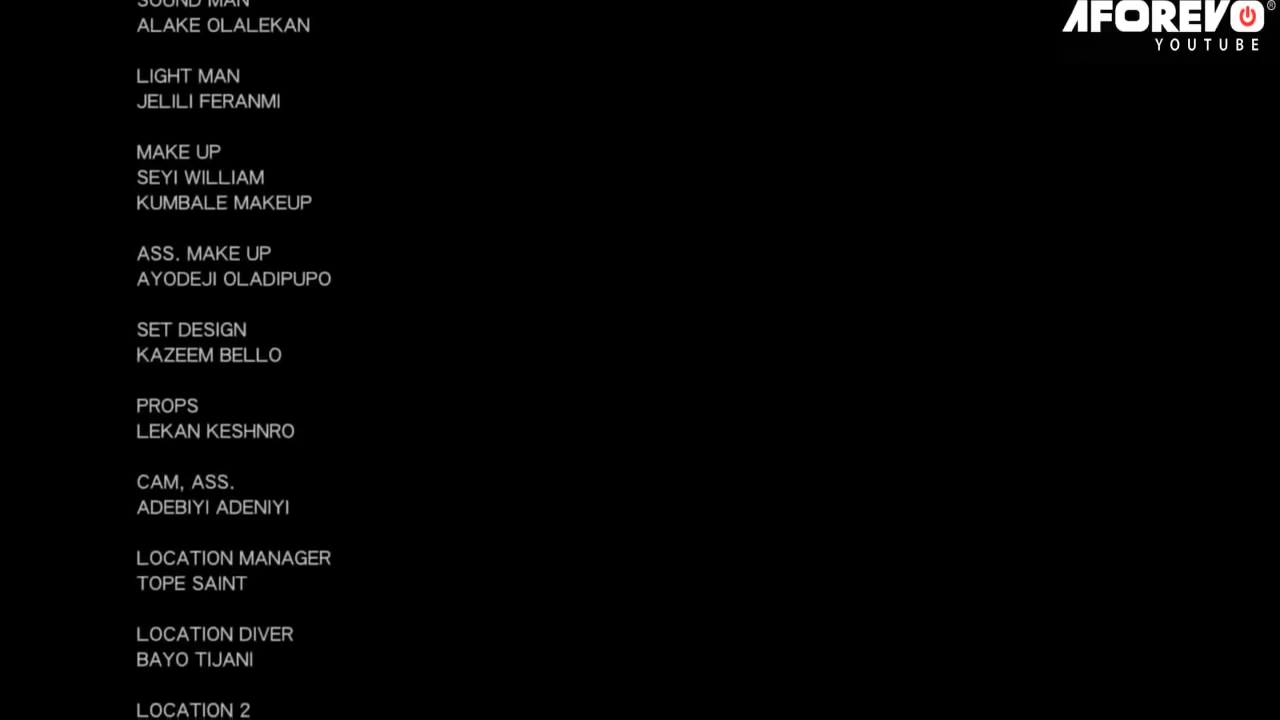 SOUND MAN
ALAKE OLALEKAN
LIGHT MAN
JELILI FERANMI
MAKE UP
SEYI WILLIAM
KUMBALE MAKEUP
ASS. MAKE UP
AYODEJI OLADIPUPO
SET DESIGN
KAZEEM BELLO
PROPS
LEKAN KESHNRO
CAM, ASS.
ADEBIYI ADENIYI
LOCATION MANAGER
TOPE SAINT
LOCATION DIVER
BAYO TIJANI
LOCATION 2
AFOREVO®
YOUTUBE